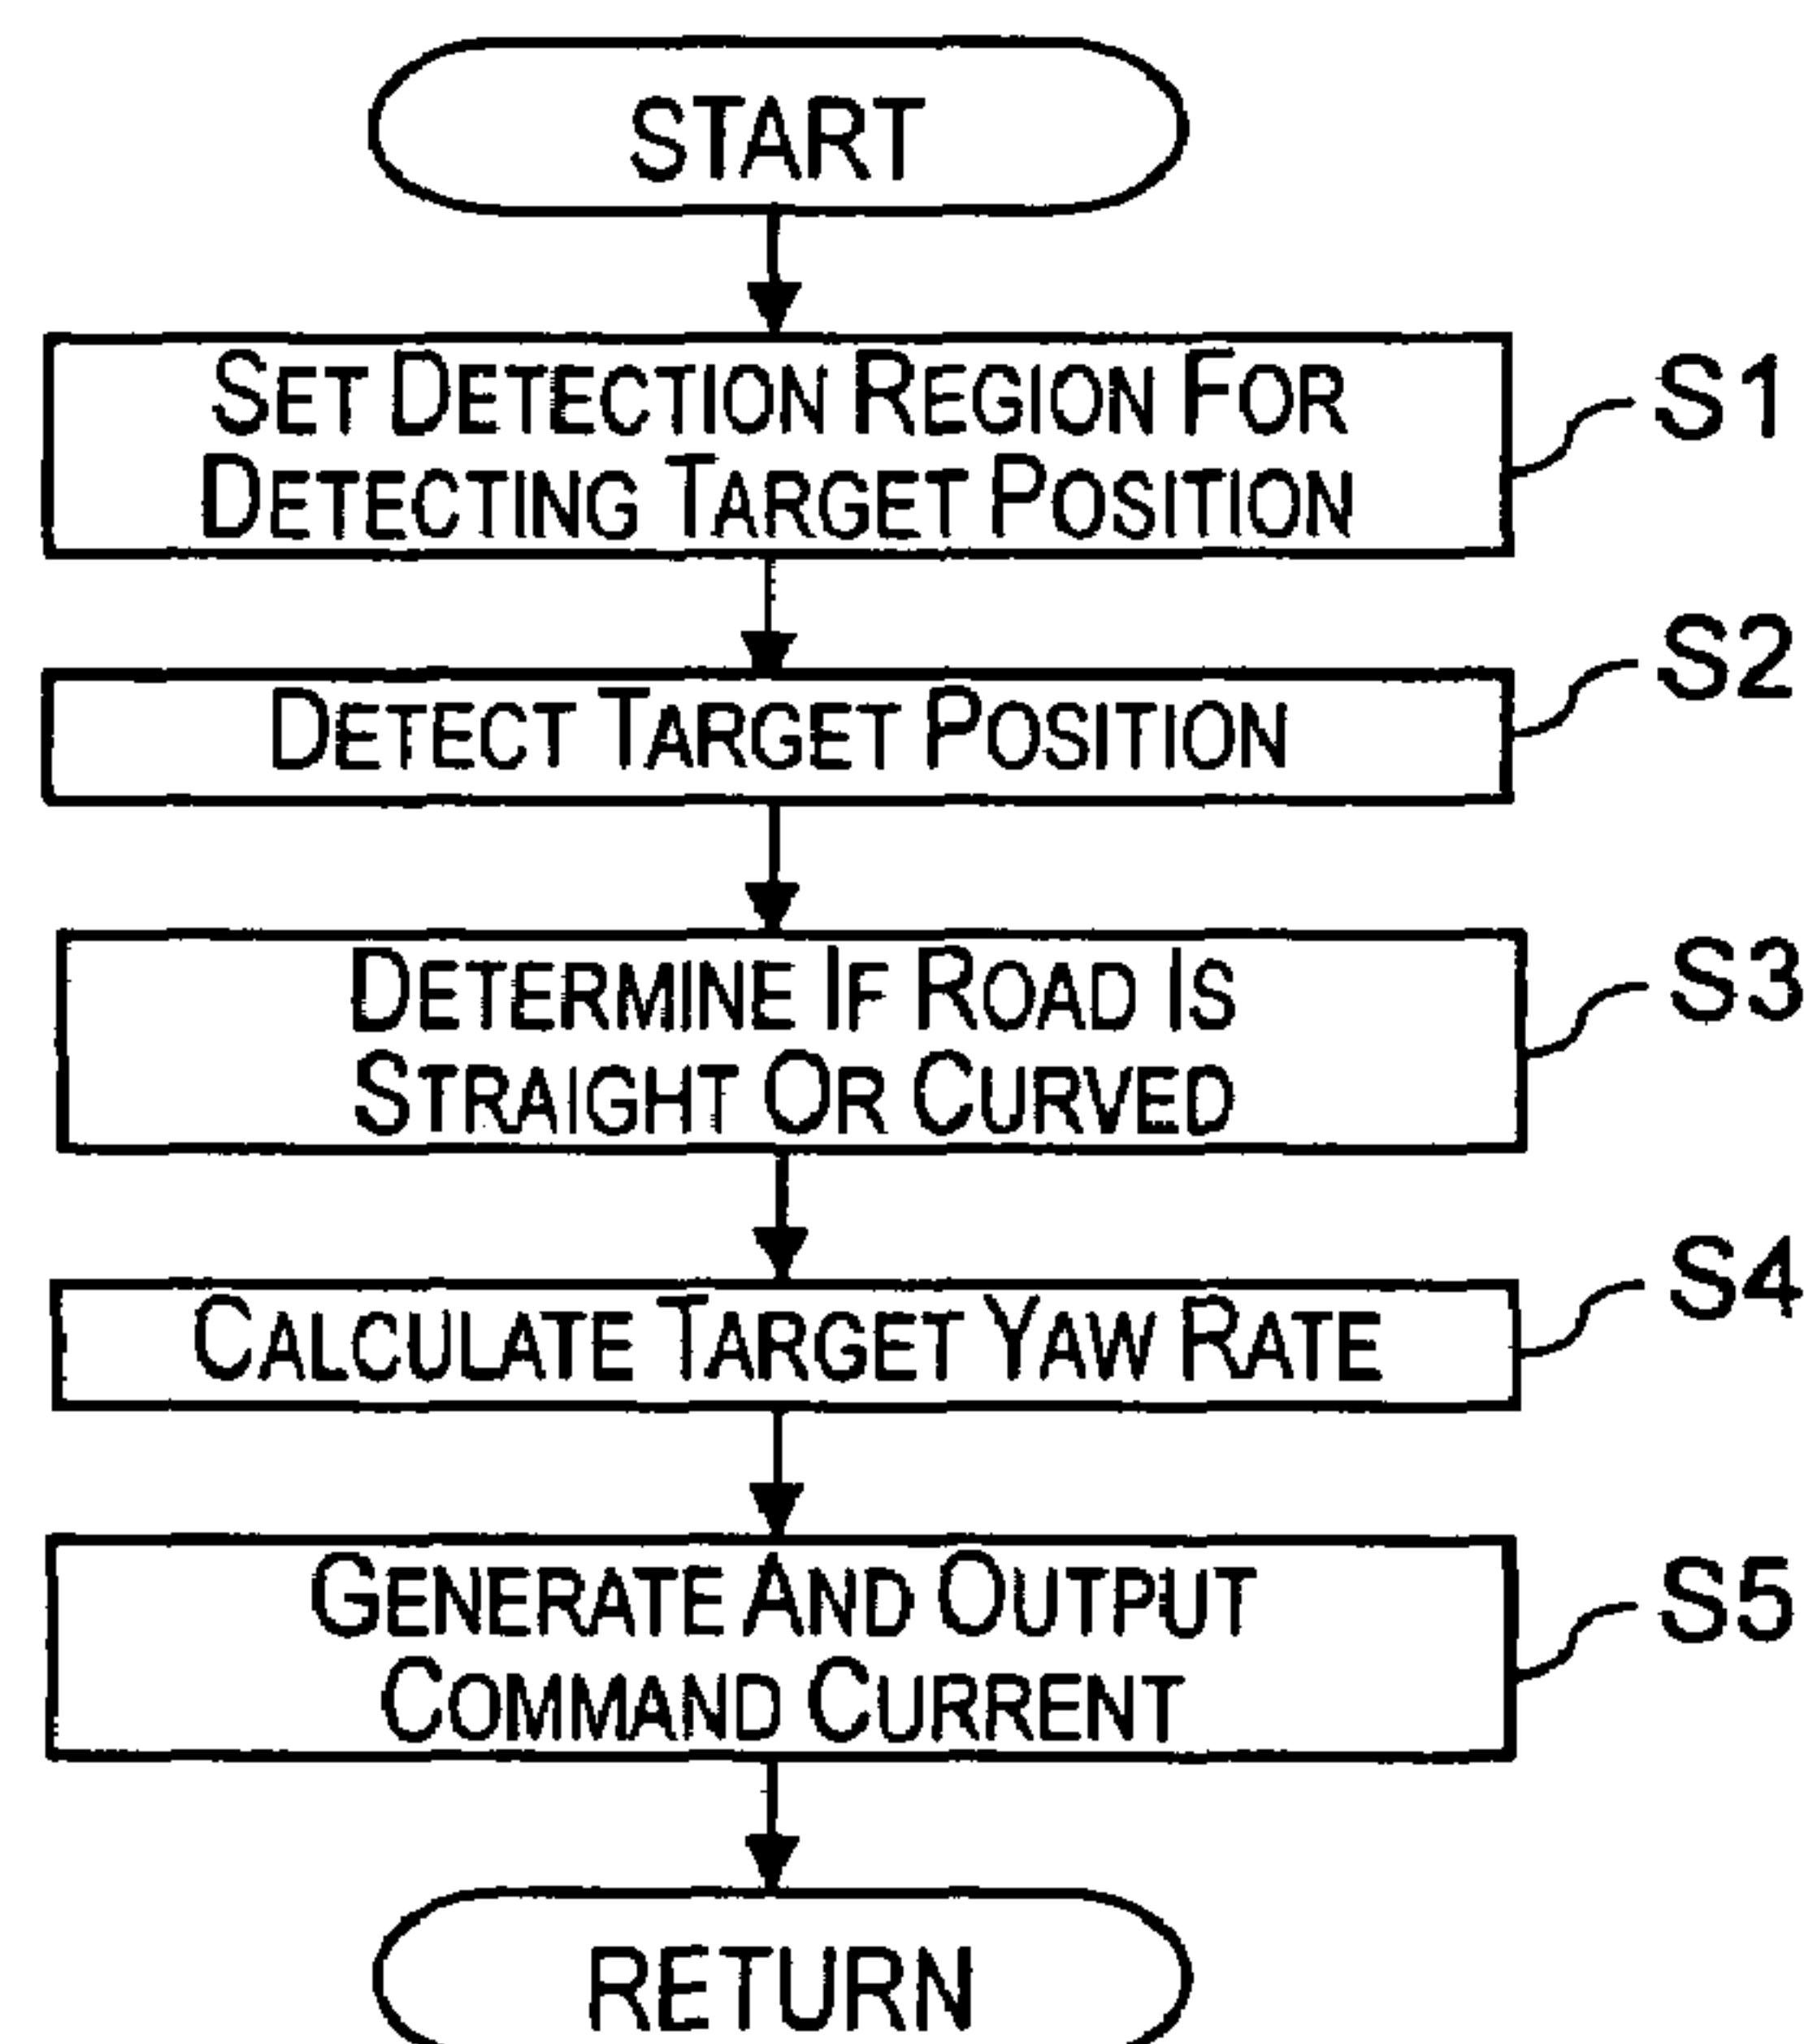 START
SET DETECTION REGION FOR
DETECTING TARGET POSITION
S1
DETECT TARGET POSITION
S2
DETERMINE IF ROAD IS
STRAIGHT OR CURVED
S3
CALCULATE TARGET YAW RATE
S4
GENERATE AND OUTPUT
COMMAND CURRENT
S5
RETURN